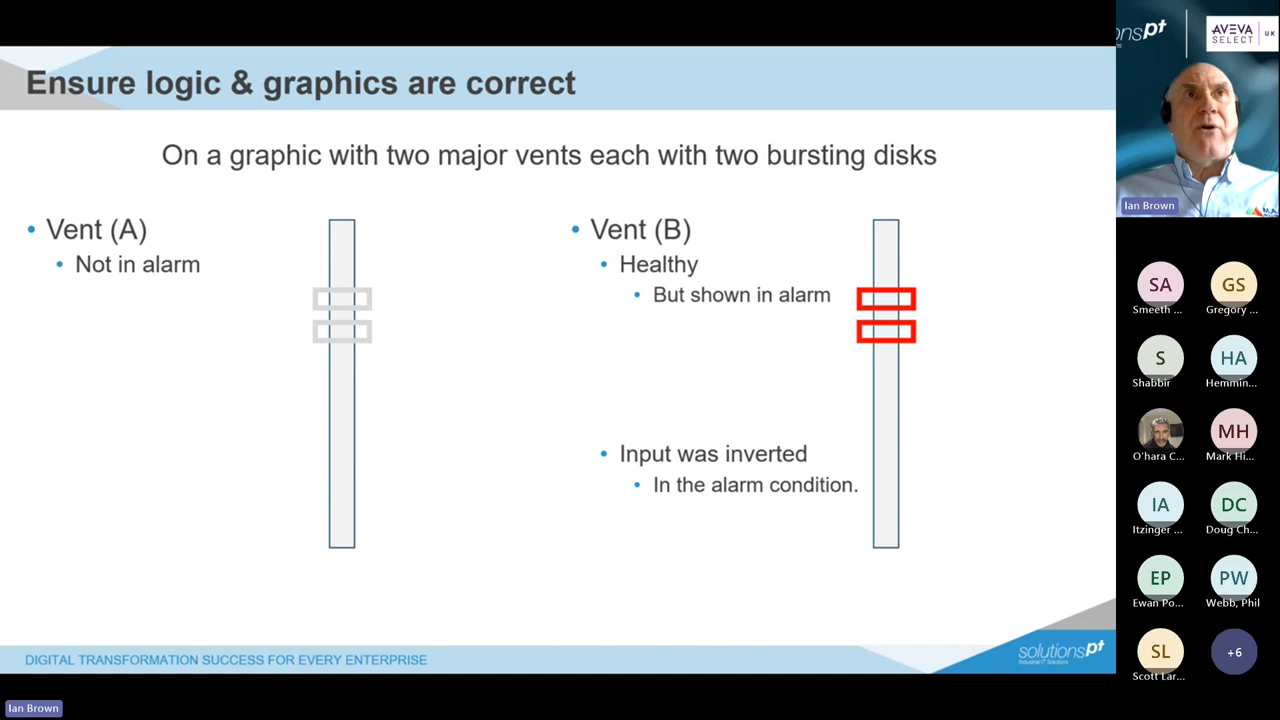 Ensure logic & graphics are correct
On a graphic with two major vents each with two bursting disks
• Vent (A)
• Not in alarm
• Vent (B)
• Healthy
• But shown in alarm
• Input was inverted
• In the alarm condition.
DIGITAL TRANSFORMATION SUCCESS FOR EVERY ENTERPRISE
solutionspt
Industrial IT Solutions
Ian Brown
onspt
AVEVA
SELECT
UK
Ian Brown
SA
Smeeth ...
GS
Gregory ...
S
Shabbir
HA
Hemmin...
O'hara C...
MH
Mark Hi...
IA
Itzinger ...
DC
Doug Ch...
EP
Ewan Po...
PW
Webb, Phil
SL
Scott Lar...
+6